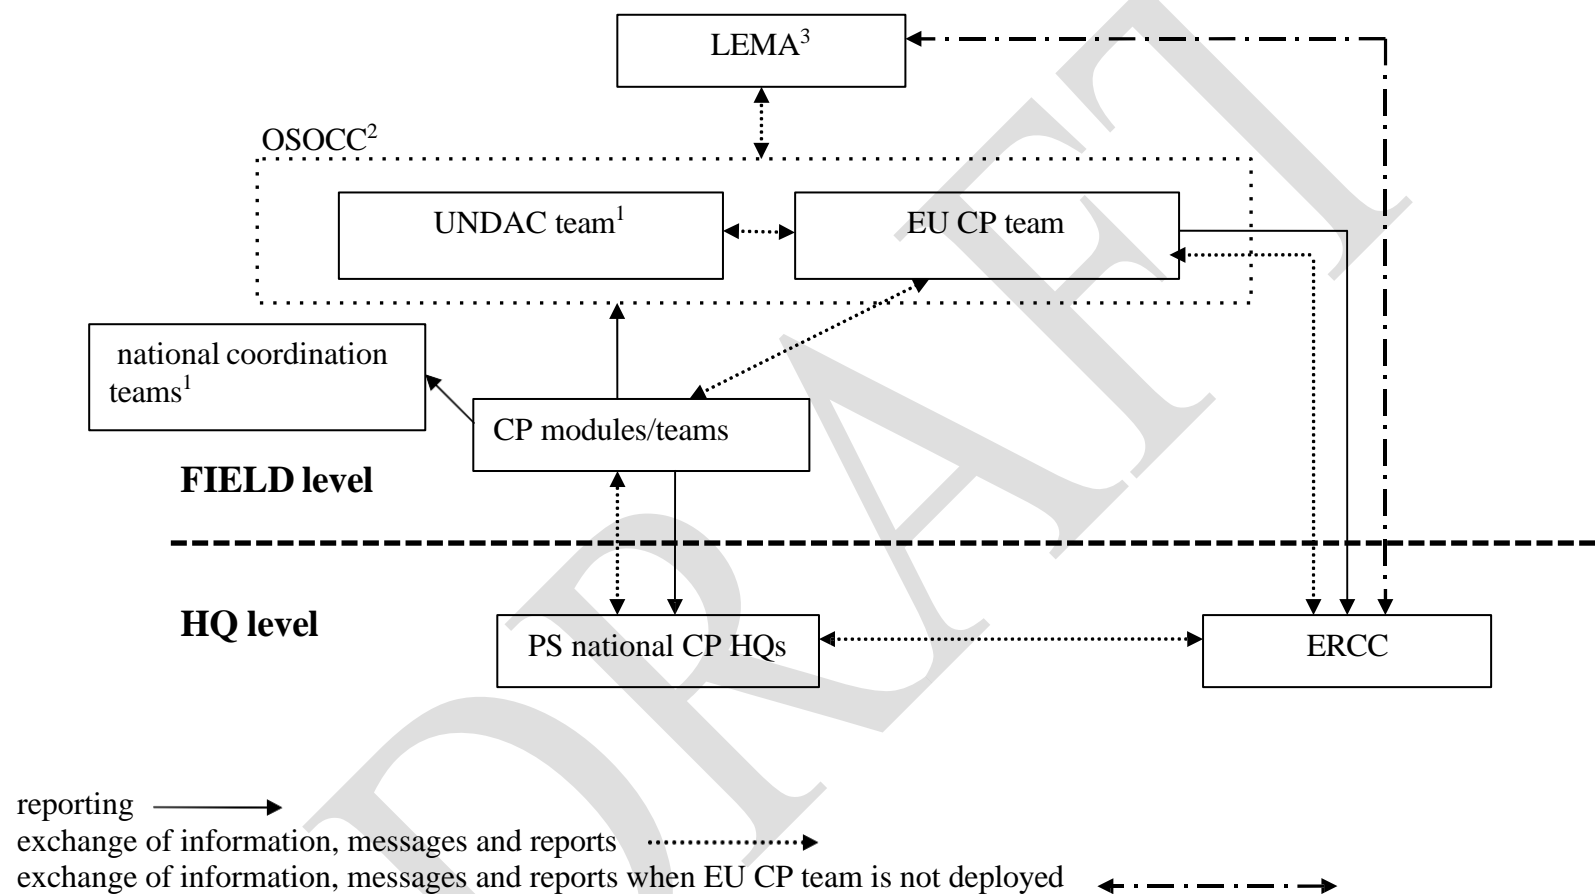 LEMA3
OSOCC2
UNDAC team1
EU CP team
national coordination
teams1
CP modules/teams
FIELD level
HQ level
PS national CP HQs
ERCC
reporting
exchange of information, messages and reports
exchange of information, messages and reports when EU CP team is not deployed
DRAFT